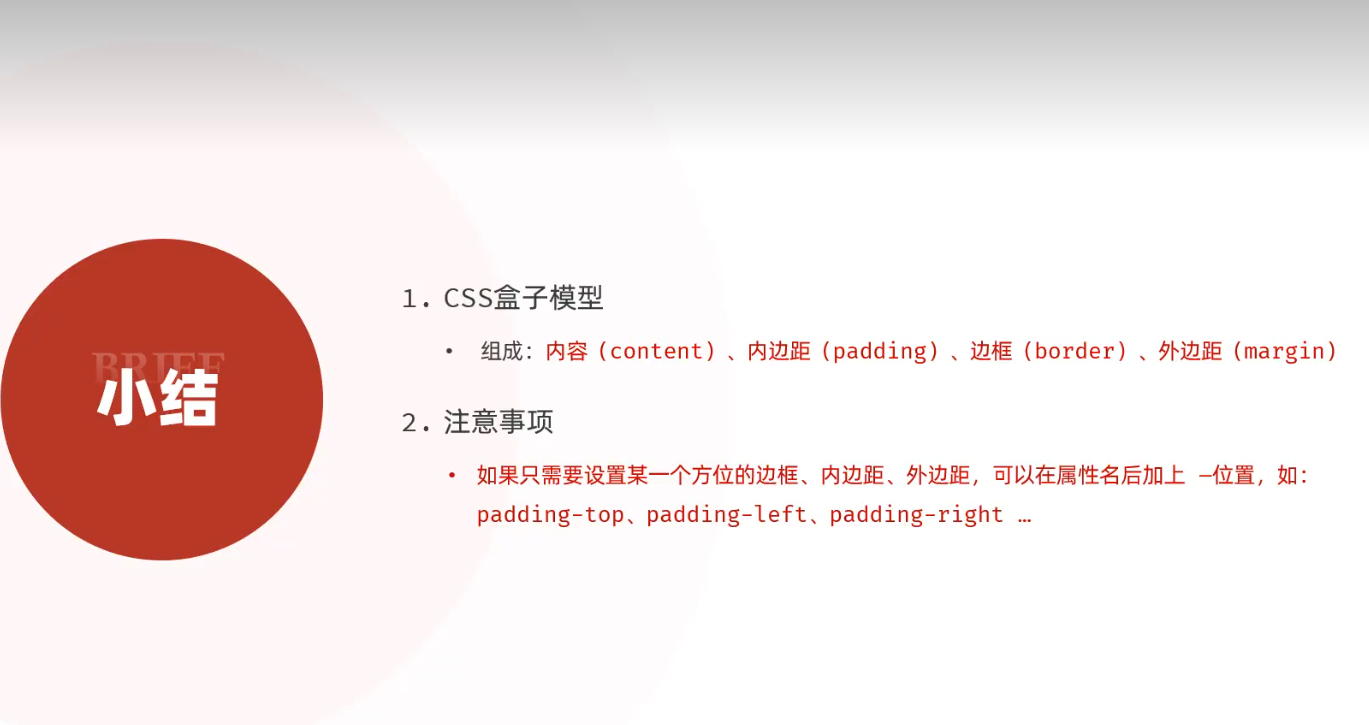 BRIEF
小结
1. CSS盒子模型
• 组成：内容（content）、内边距（padding）、边框（border）、外边距（margin）
2. 注意事项
• 如果只需要设置某一个方位的边框、内边距、外边距，可以在属性名后加上 –位置，如：
padding-top、padding-left、padding-right …